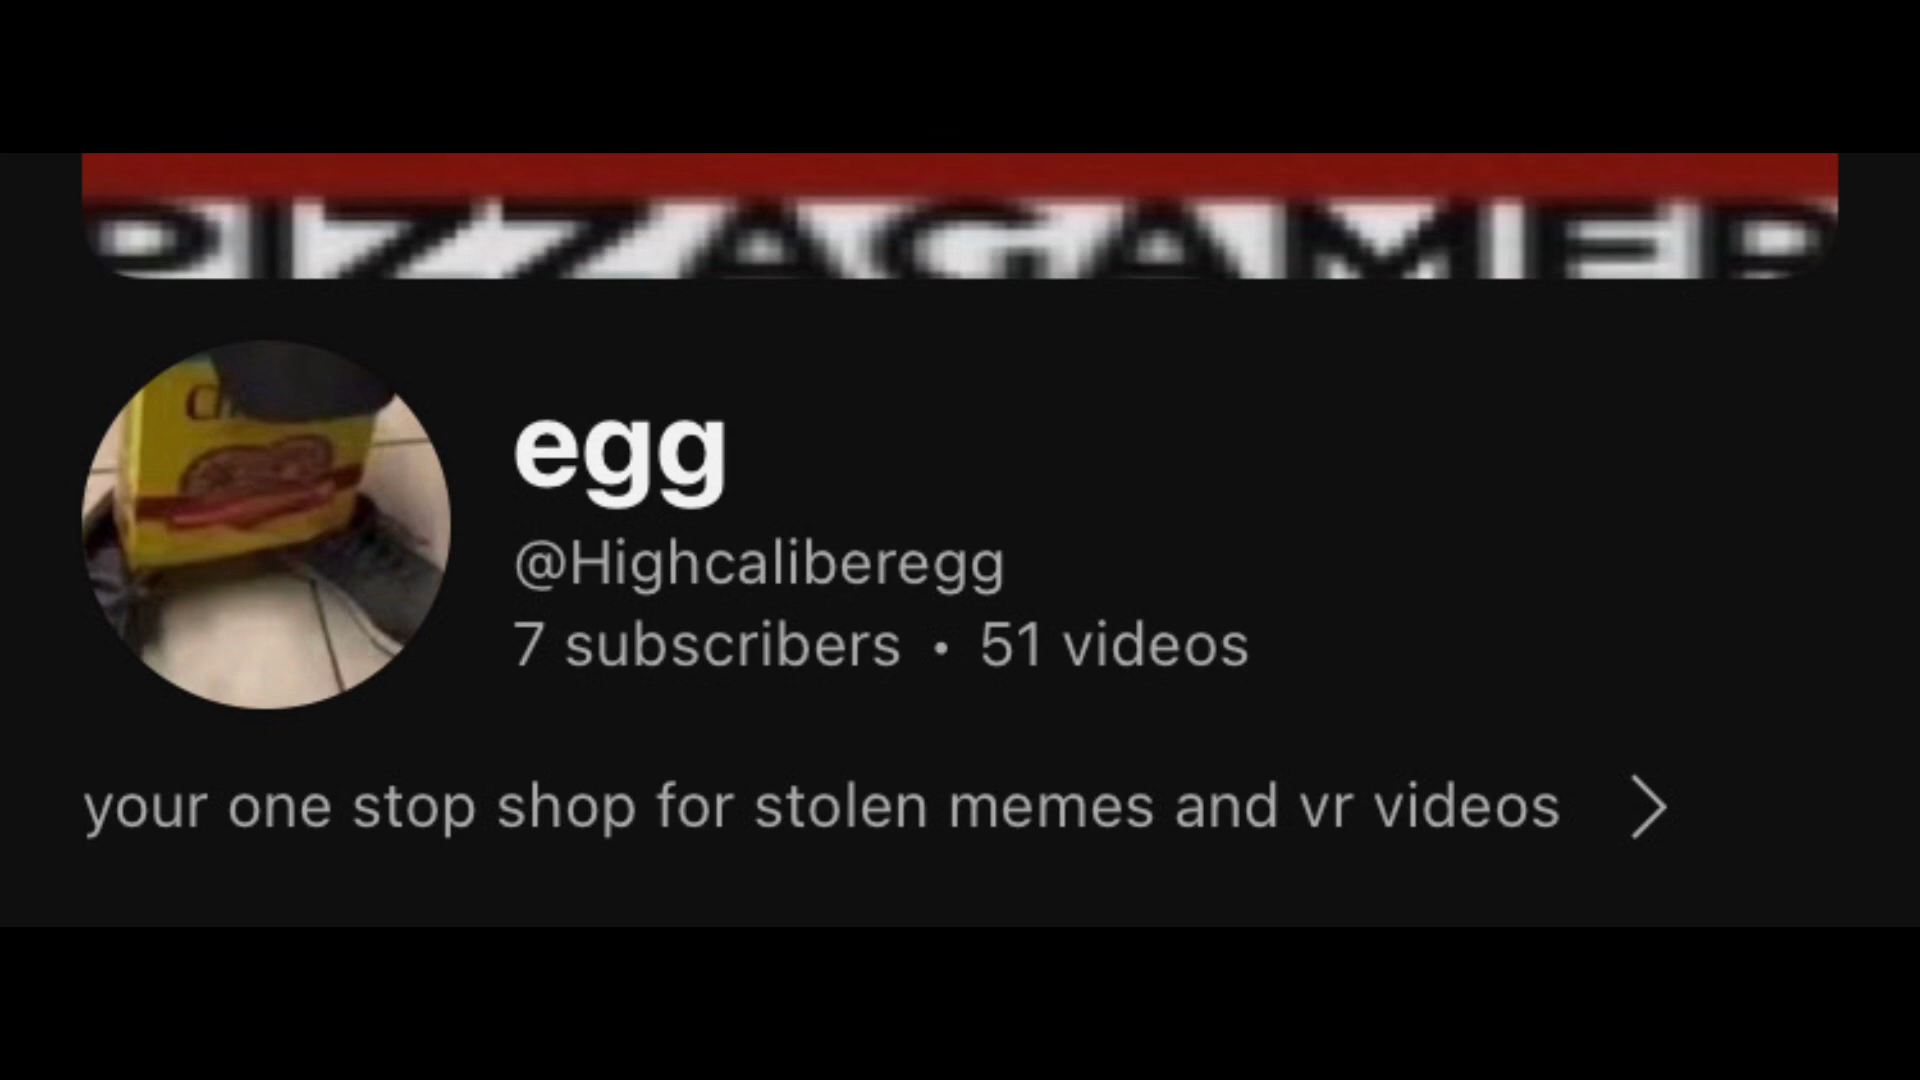 PIZZAGAMER
egg
@Highcaliberegg
7 subscribers • 51 videos
your one stop shop for stolen memes and vr videos